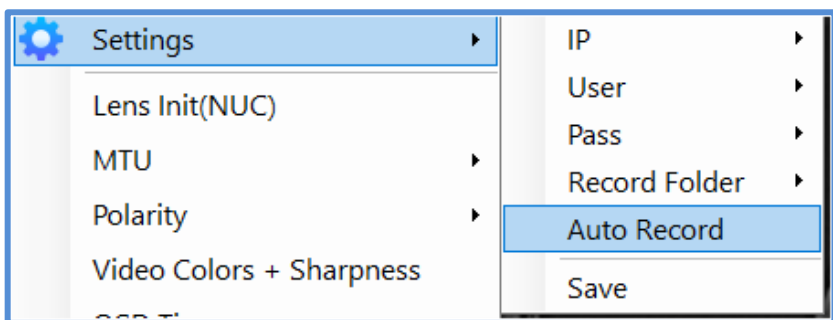 Settings
Lens Init(NUC)
MTU
Polarity
Video Colors + Sharpness
IP
User
Pass
Record Folder
Auto Record
Save